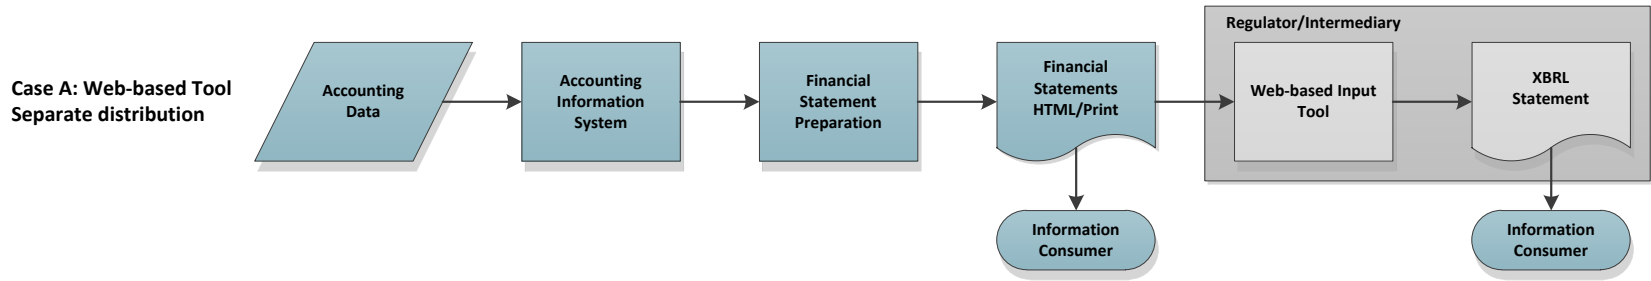 Case A: Web-based Tool
Separate distribution
Accounting
Data
Accounting
Information
System
Financial
Statement
Preparation
Financial
Statements
HTML/Print
Regulator/Intermediary
Web-based Input
Tool
XBRL
Statement
Information
Consumer
Information
Consumer